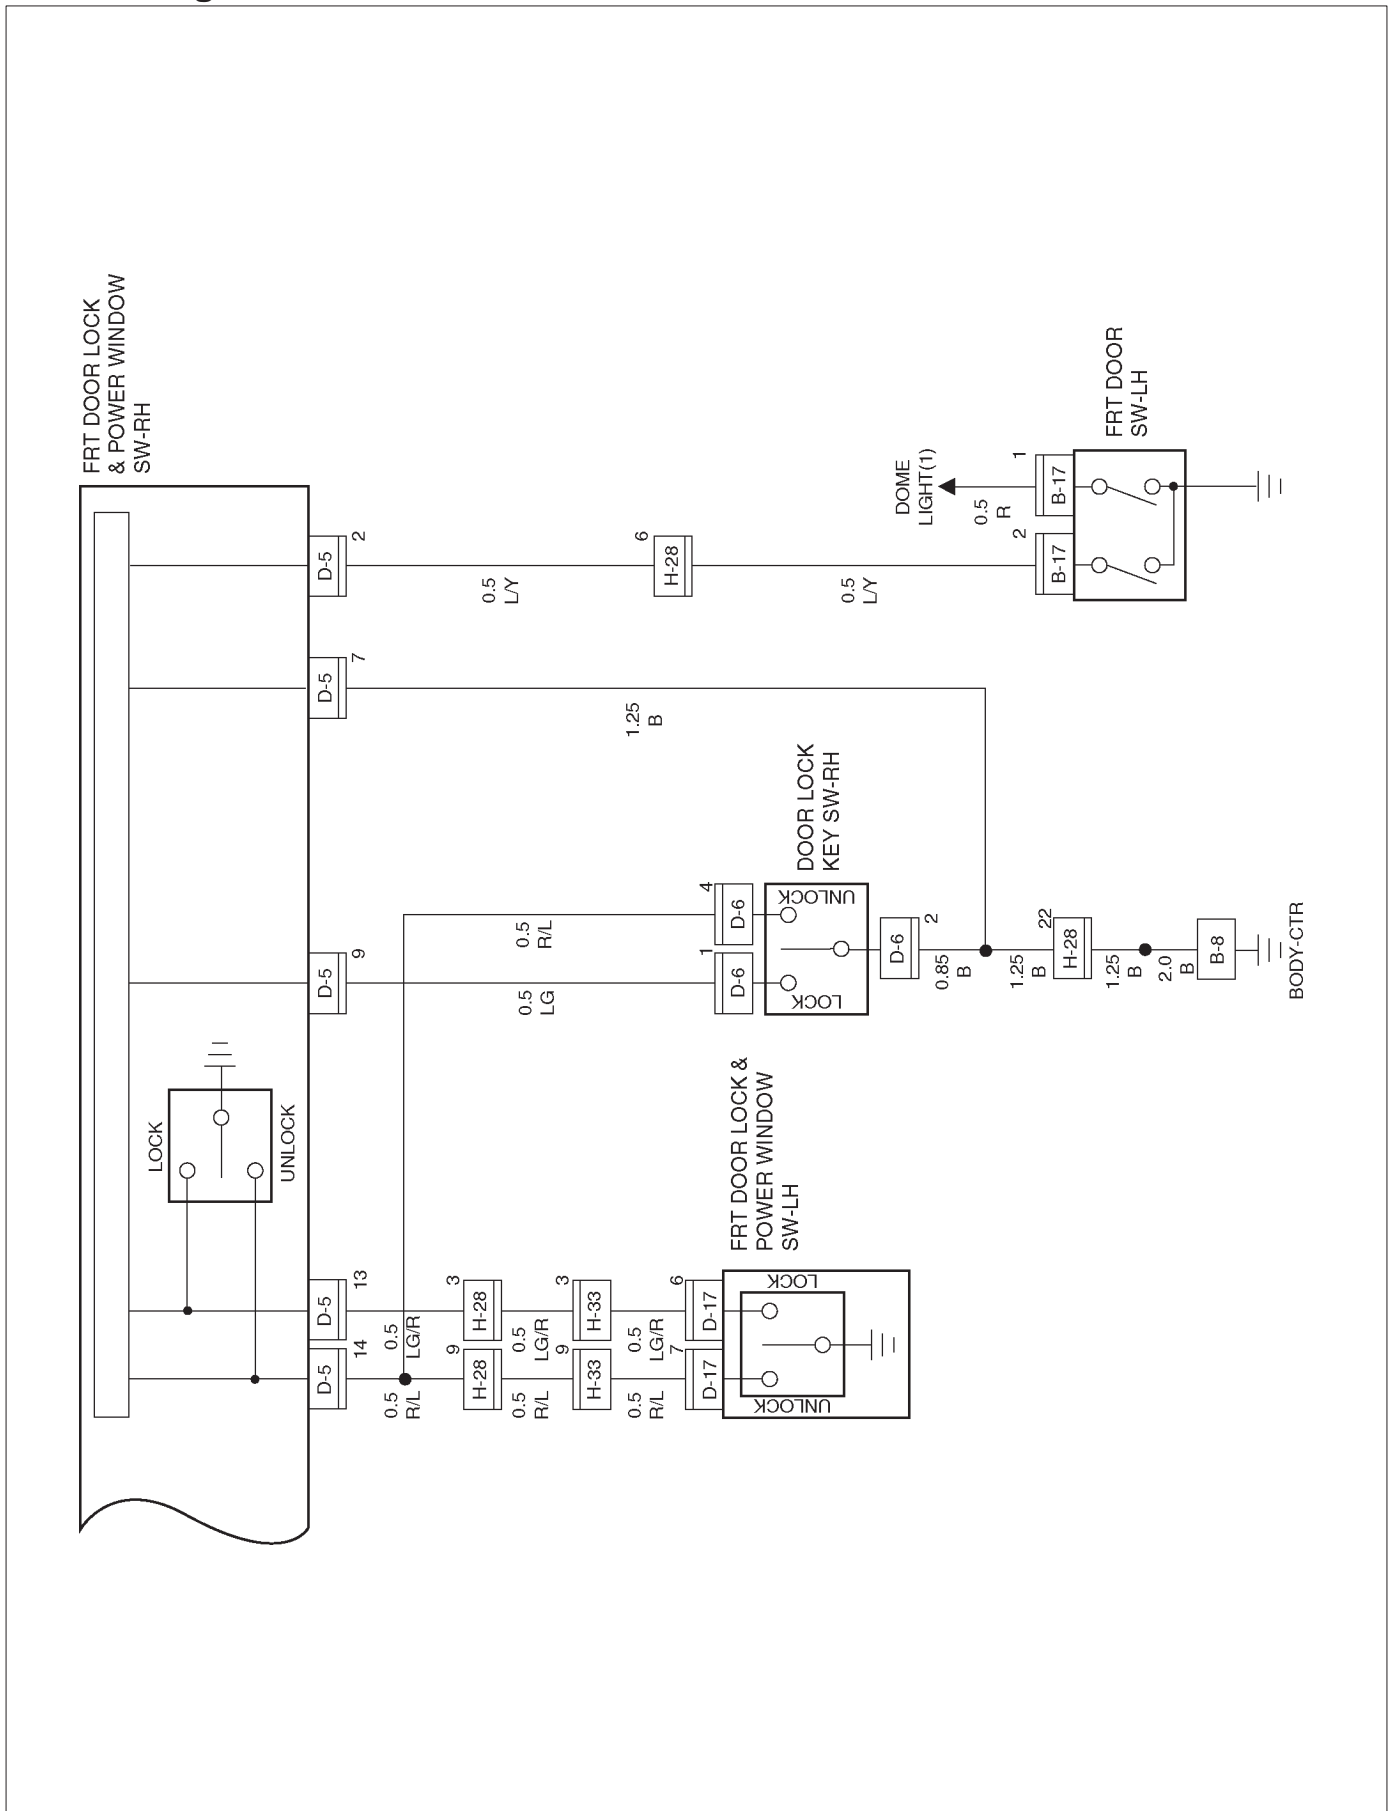 FRT DOOR LOCK
& POWER WINDOW
SW-RH
LOCK
UNLOCK
D-5
14
D-5
13
D-5
9
D-5
7
D-5
2
0.5
R/L
0.5
LG/R
0.5
LG
0.5
R/L
1.25
B
0.5
L/Y
H-28
9
H-28
3
H-28
6
0.5
R/L
0.5
LG/R
0.5
L/Y
H-33
9
H-33
3
0.5
R/L
0.5
LG/R
D-17
7
D-17
6
FRT DOOR LOCK &
POWER WINDOW
SW-LH
UNLOCK
LOCK
D-6
1
D-6
4
DOOR LOCK
KEY SW-RH
LOCK
UNLOCK
D-6
2
0.85
B
1.25
B
H-28
22
1.25
B
2.0
B
B-8
BODY-CTR
DOME
LIGHT(1)
0.5
R
B-17
2
B-17
1
FRT DOOR
SW-LH